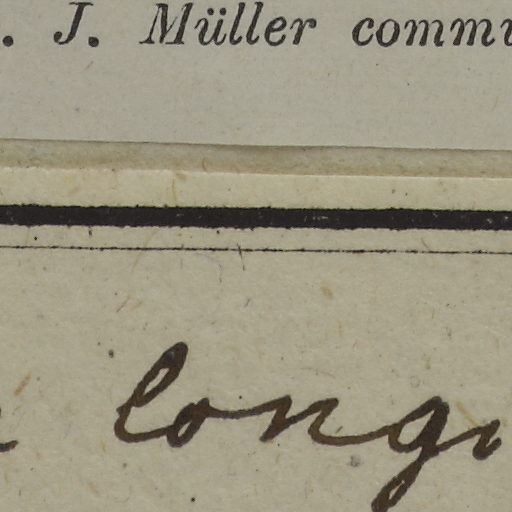 . J. Müller commu
longi